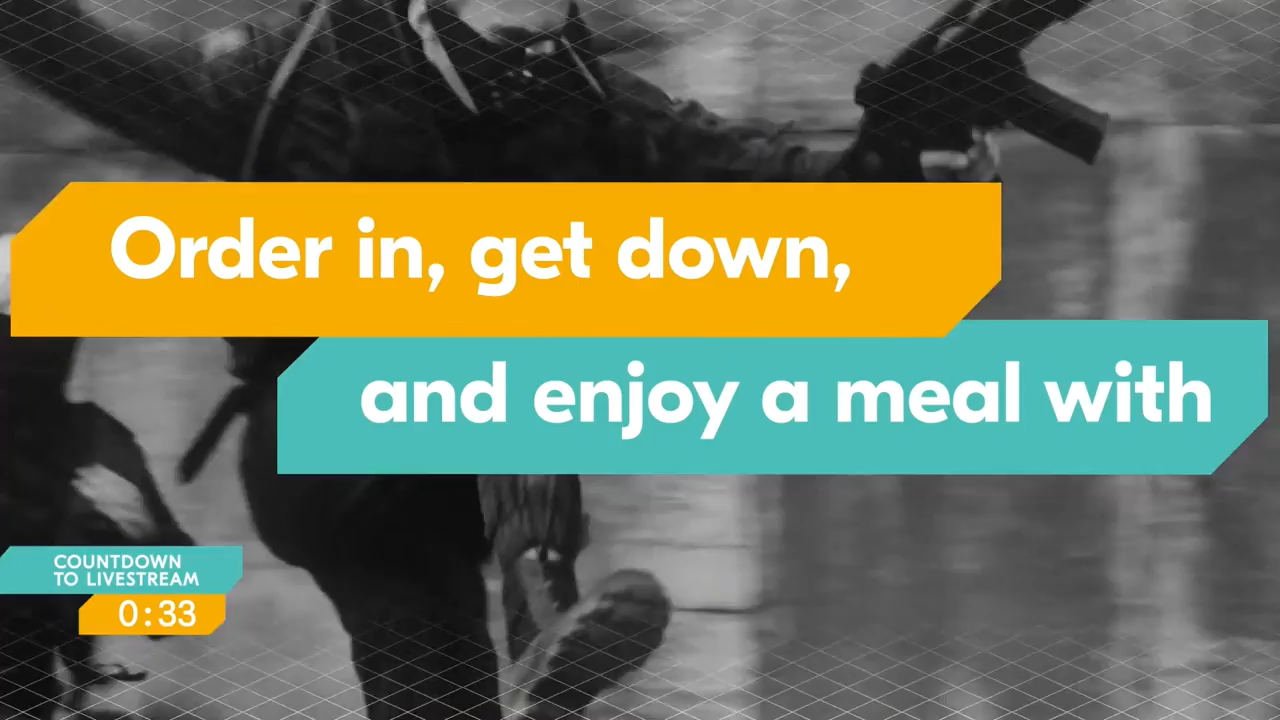 Order in, get down,
and enjoy a meal with
COUNTDOWN
TO LIVESTREAM
0:33